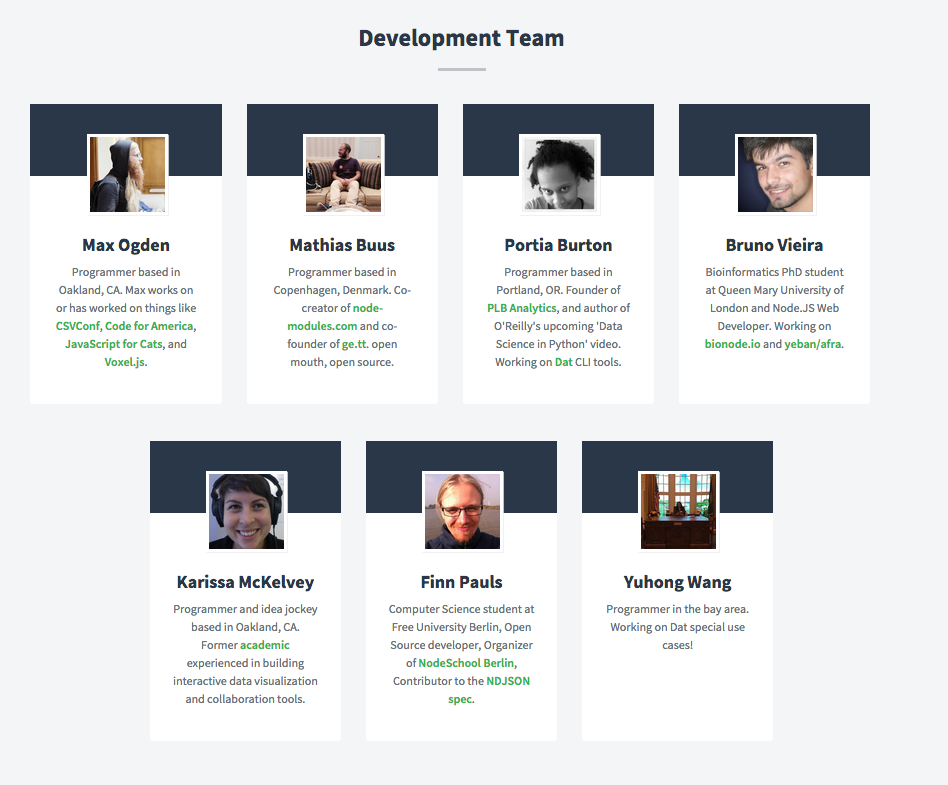 Development Team
Max Ogden
Programmer based in
Oakland, CA. Max works on
or has worked on things like
CSVConf, Code for America,
JavaScript for Cats, and
Voxel.js.
Mathias Buus
Programmer based in
Copenhagen, Denmark. Co-
creator of node-
modules.com and co-
founder of ge.tt. open
mouth, open source.
Portia Burton
Programmer based in
Portland, OR. Founder of
PLB Analytics, and author of
O'Reilly's upcoming 'Data
Science in Python' video.
Working on Dat CLI tools.
Bruno Vieira
Bioinformatics PhD student
at Queen Mary University of
London and Node.JS Web
Developer. Working on
bionode.io and yeban/afra.
Karissa McKelvey
Programmer and idea jockey
based in Oakland, CA.
Former academic
experienced in building
interactive data visualization
and collaboration tools.
Finn Pauls
Computer Science student at
Free University Berlin, Open
Source developer, Organizer
of NodeSchool Berlin,
Contributor to the NDJSON
spec.
Yuhong Wang
Programmer in the bay area.
Working on Dat special use
cases!